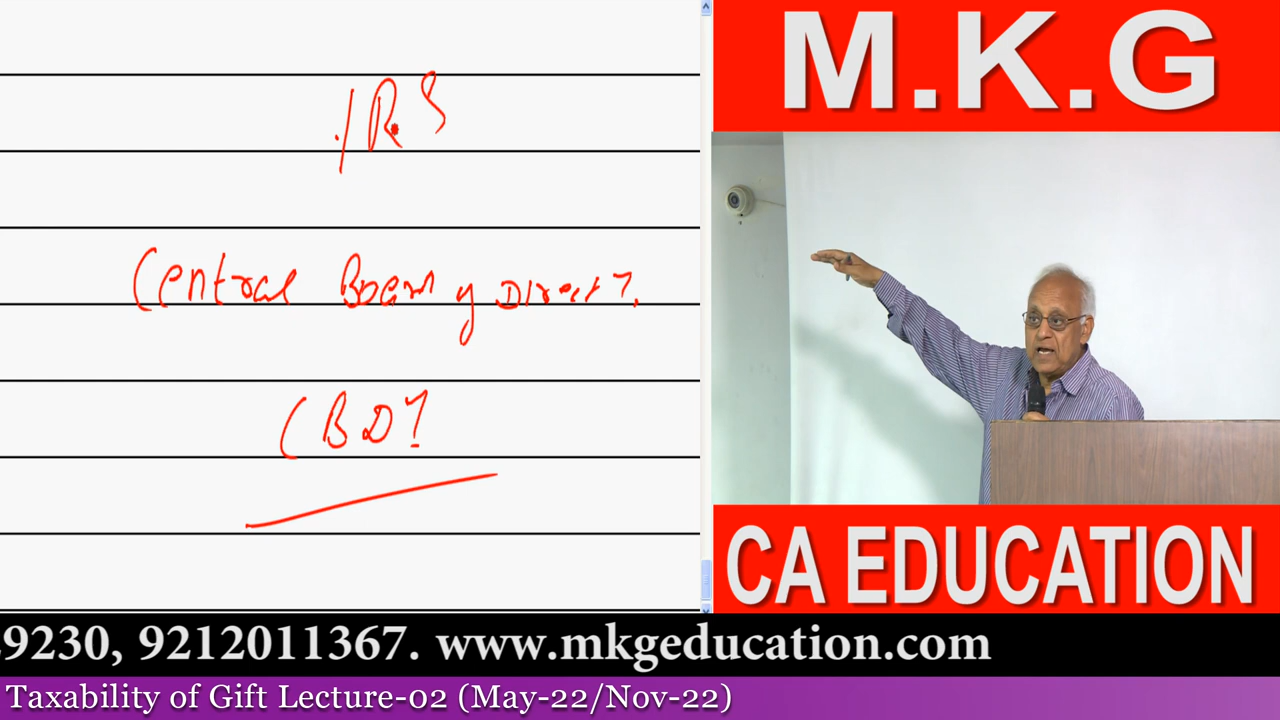 I R. S
Central Board of Direct T.
CBDT
M.K.G
CA EDUCATION
9230, 9212011367. www.mkgeducation.com
Taxability of Gift Lecture-02 (May-22/Nov-22)